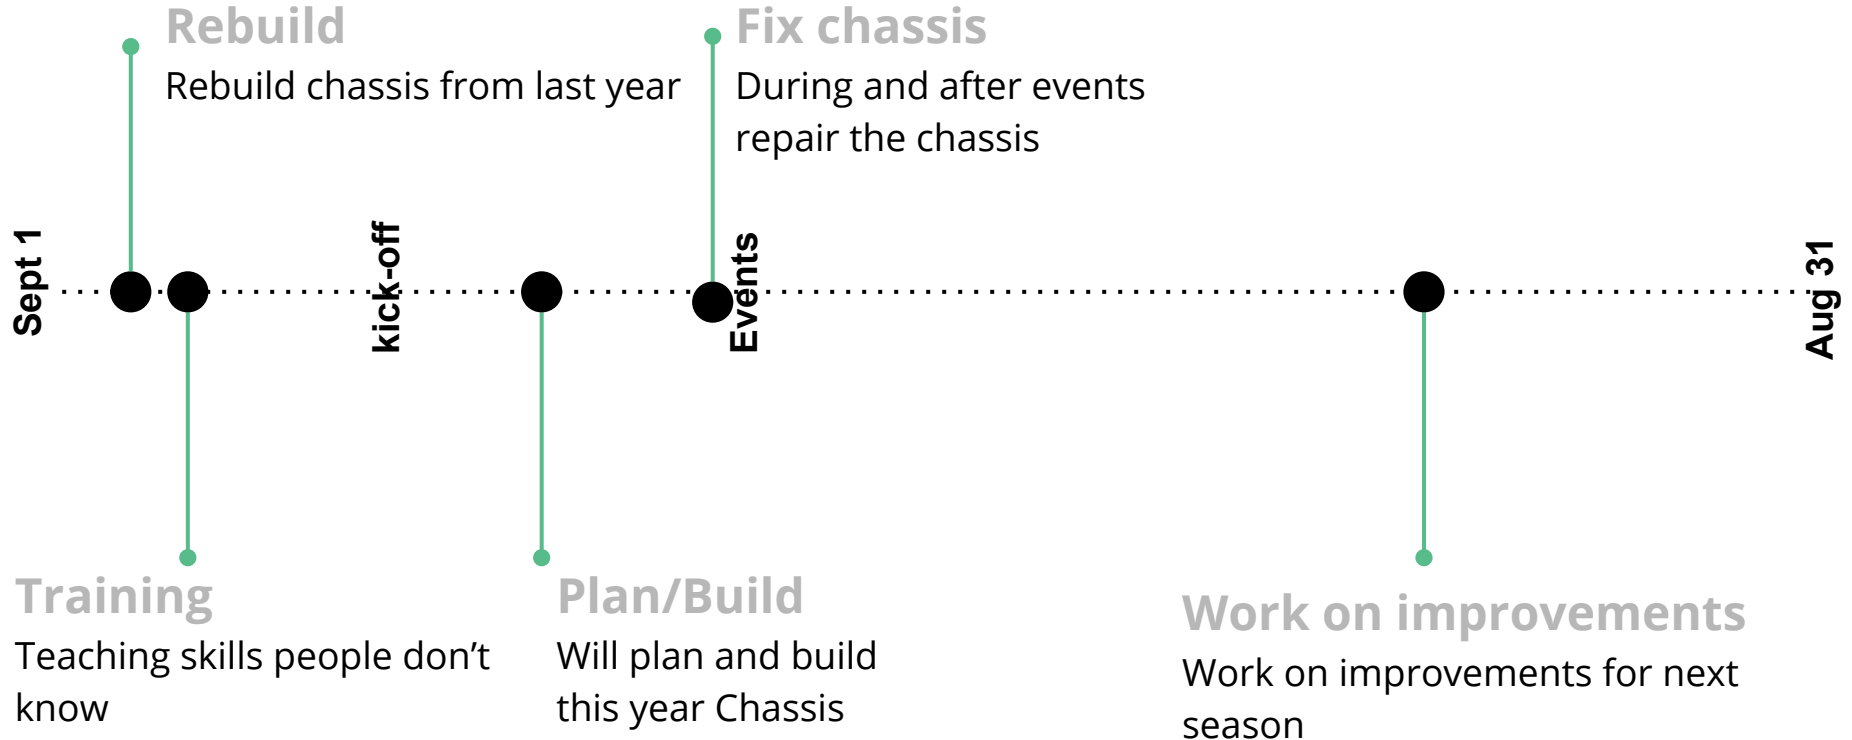 Rebuild
Rebuild chassis from last year
Fix chassis
During and after events
repair the chassis
Sept 1
kick-off
Events
Aug 31
Training
Teaching skills people don’t
know
Plan/Build
Will plan and build
this year Chassis
Work on improvements
Work on improvements for next
season